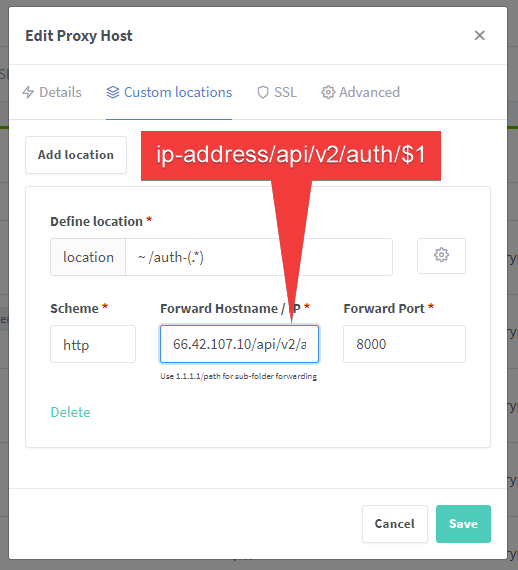 Edit Proxy Host
Details Custom locations SSL Advanced
Add location
ip-address/api/v2/auth/$1
Define location *
location ~ /auth-(.*)
Scheme * Forward Hostname / IP * Forward Port *
http 66.42.107.10/api/v2/a 8000
Use 1.1.1.1/path for sub-folder forwarding
Delete
Cancel Save